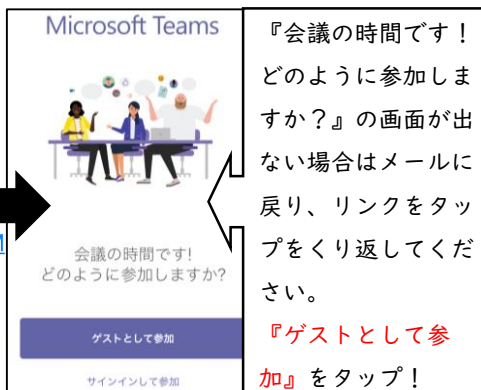 Microsoft Teams
会議の時間です!
どのように参加しますか?
ゲストとして参加
サインインして参加
『会議の時間です！
どのように参加しま
すか？』の画面が出
ない場合はメールに
戻り、リンクをタッ
プをくり返してくだ
さい。
『ゲストとして参
加』をタップ！